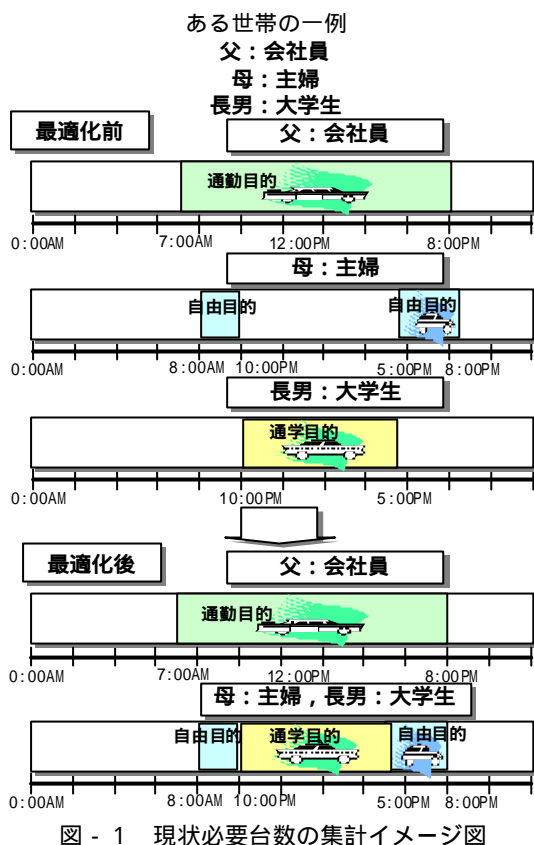 ある世帯の一例
父：会社員
母：主婦
長男：大学生
最適化前
父：会社員
通勤目的
0:00AM 7:00AM 12:00PM 8:00PM
母：主婦
自由目的 自由目的
0:00AM 8:00AM 10:00PM 5:00PM 8:00PM
長男：大学生
通学目的
0:00AM 10:00PM 5:00PM
最適化後
父：会社員
通勤目的
0:00AM 7:00AM 12:00PM 8:00PM
母：主婦，長男：大学生
自由目的 通学目的 自由目的
0:00AM 8:00AM 10:00PM 5:00PM 8:00PM
図 - 1 現状必要台数の集計イメージ図